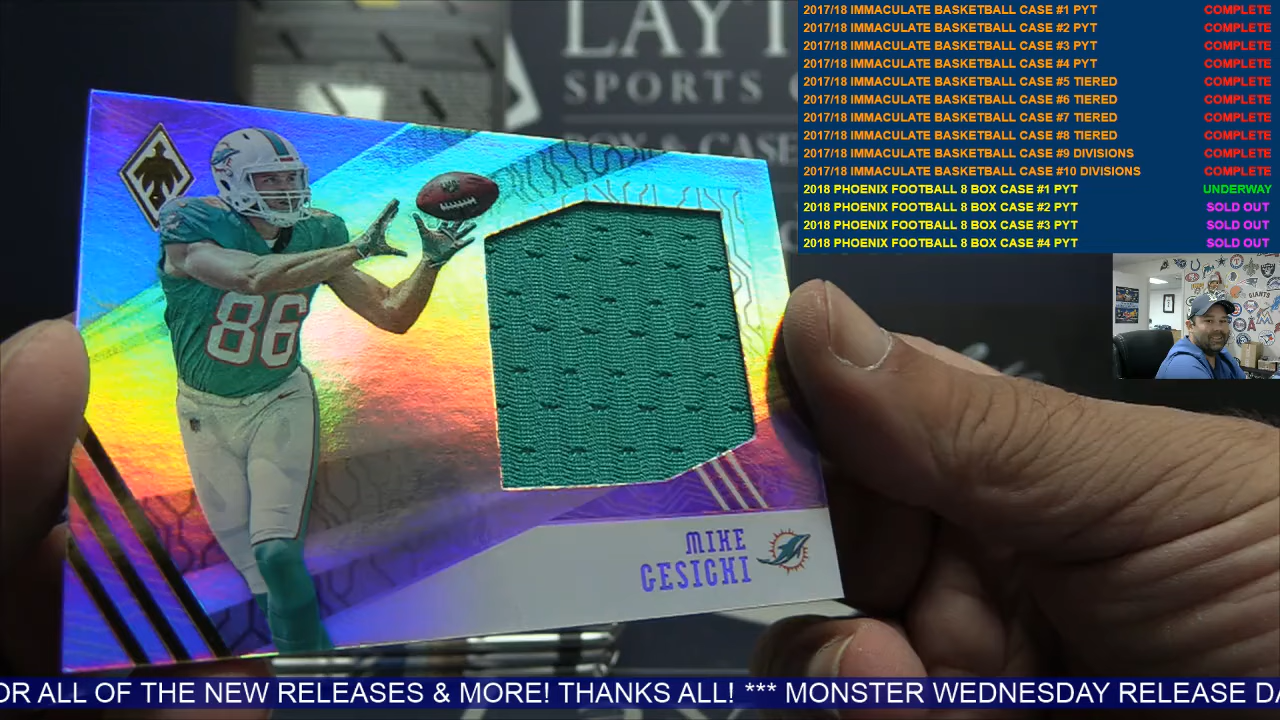 LAYT
SPORTS C
BOX & CASE
2017/18 IMMACULATE BASKETBALL CASE #1 PYT COMPLETE
2017/18 IMMACULATE BASKETBALL CASE #2 PYT COMPLETE
2017/18 IMMACULATE BASKETBALL CASE #3 PYT COMPLETE
2017/18 IMMACULATE BASKETBALL CASE #4 PYT COMPLETE
2017/18 IMMACULATE BASKETBALL CASE #5 TIERED COMPLETE
2017/18 IMMACULATE BASKETBALL CASE #6 TIERED COMPLETE
2017/18 IMMACULATE BASKETBALL CASE #7 TIERED COMPLETE
2017/18 IMMACULATE BASKETBALL CASE #8 TIERED COMPLETE
2017/18 IMMACULATE BASKETBALL CASE #9 DIVISIONS COMPLETE
2017/18 IMMACULATE BASKETBALL CASE #10 DIVISIONS COMPLETE
2018 PHOENIX FOOTBALL 8 BOX CASE #1 PYT UNDERWAY
2018 PHOENIX FOOTBALL 8 BOX CASE #2 PYT SOLD OUT
2018 PHOENIX FOOTBALL 8 BOX CASE #3 PYT SOLD OUT
2018 PHOENIX FOOTBALL 8 BOX CASE #4 PYT SOLD OUT
GIANTS
86
MIKE
GESICKI
OR ALL OF THE NEW RELEASES & MORE! THANKS ALL! *** MONSTER WEDNESDAY RELEASE DA